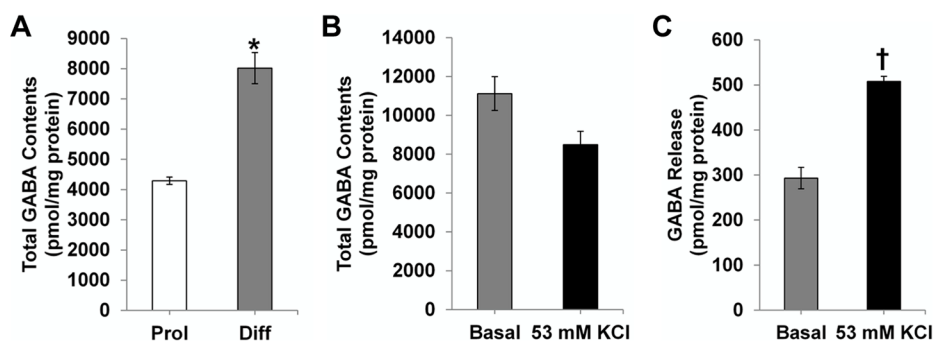 A
Total GABA Contents
(pmol/mg protein)
9000
8000
7000
6000
5000
4000
3000
2000
1000
0
*
Prol Diff
B
Total GABA Contents
(pmol/mg protein)
14000
12000
10000
8000
6000
4000
2000
0
Basal 53 mM KCl
C
GABA Release
(pmol/mg protein)
600
500
400
300
200
100
0
†
Basal 53 mM KCl